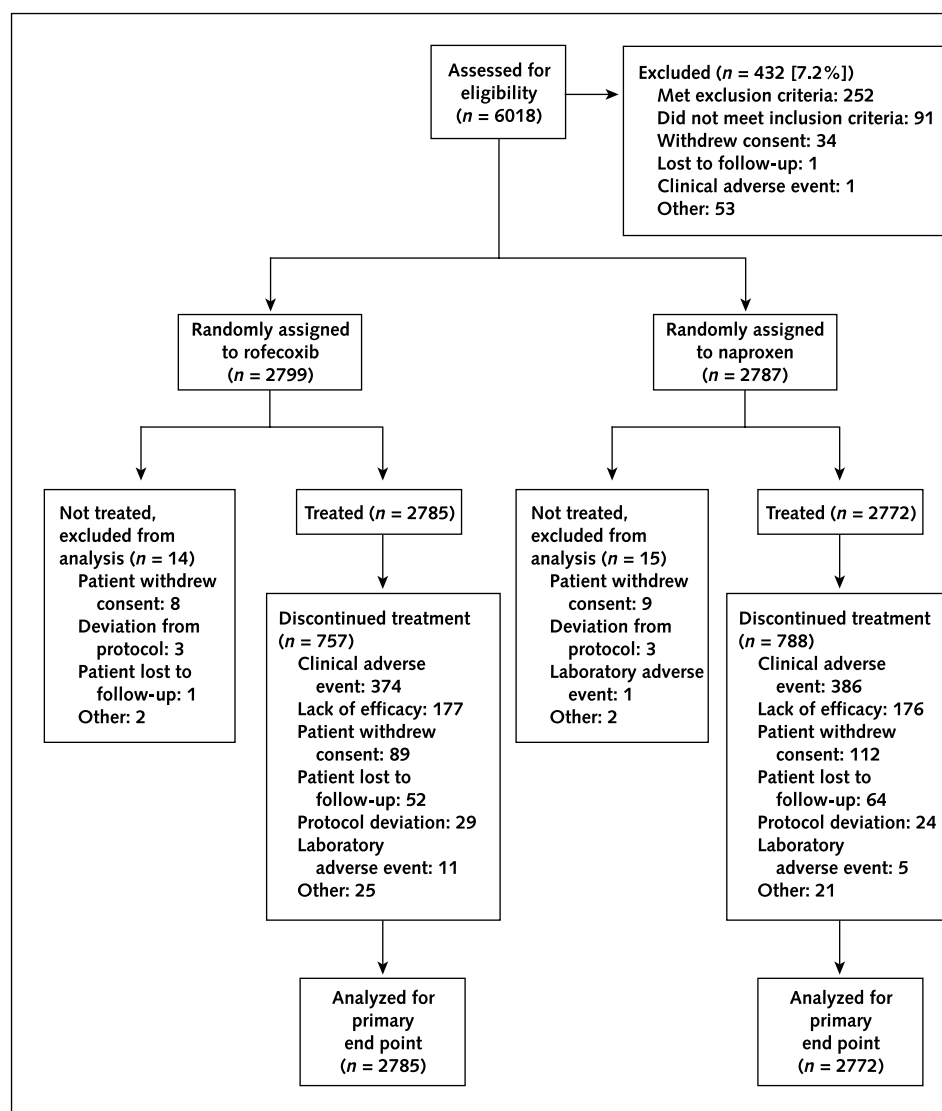 Assessed for
eligibility
(n = 6018)
Excluded (n = 432 [7.2%])
Met exclusion criteria: 252
Did not meet inclusion criteria: 91
Withdrew consent: 34
Lost to follow-up: 1
Clinical adverse event: 1
Other: 53
Randomly assigned
to rofecoxib
(n = 2799)
Randomly assigned
to naproxen
(n = 2787)
Not treated,
excluded from
analysis (n = 14)
Patient withdrew
consent: 8
Deviation from
protocol: 3
Patient lost to
follow-up: 1
Other: 2
Treated (n = 2785)
Discontinued treatment
(n = 757)
Clinical adverse
event: 374
Lack of efficacy: 177
Patient withdrew
consent: 89
Patient lost to
follow-up: 52
Protocol deviation: 29
Laboratory
adverse event: 11
Other: 25
Analyzed for
primary
end point
(n = 2785)
Not treated,
excluded from
analysis (n = 15)
Patient withdrew
consent: 9
Deviation from
protocol: 3
Laboratory adverse
event: 1
Other: 2
Treated (n = 2772)
Discontinued treatment
(n = 788)
Clinical adverse
event: 386
Lack of efficacy: 176
Patient withdrew
consent: 112
Patient lost to
follow-up: 64
Protocol deviation: 24
Laboratory
adverse event: 5
Other: 21
Analyzed for
primary
end point
(n = 2772)